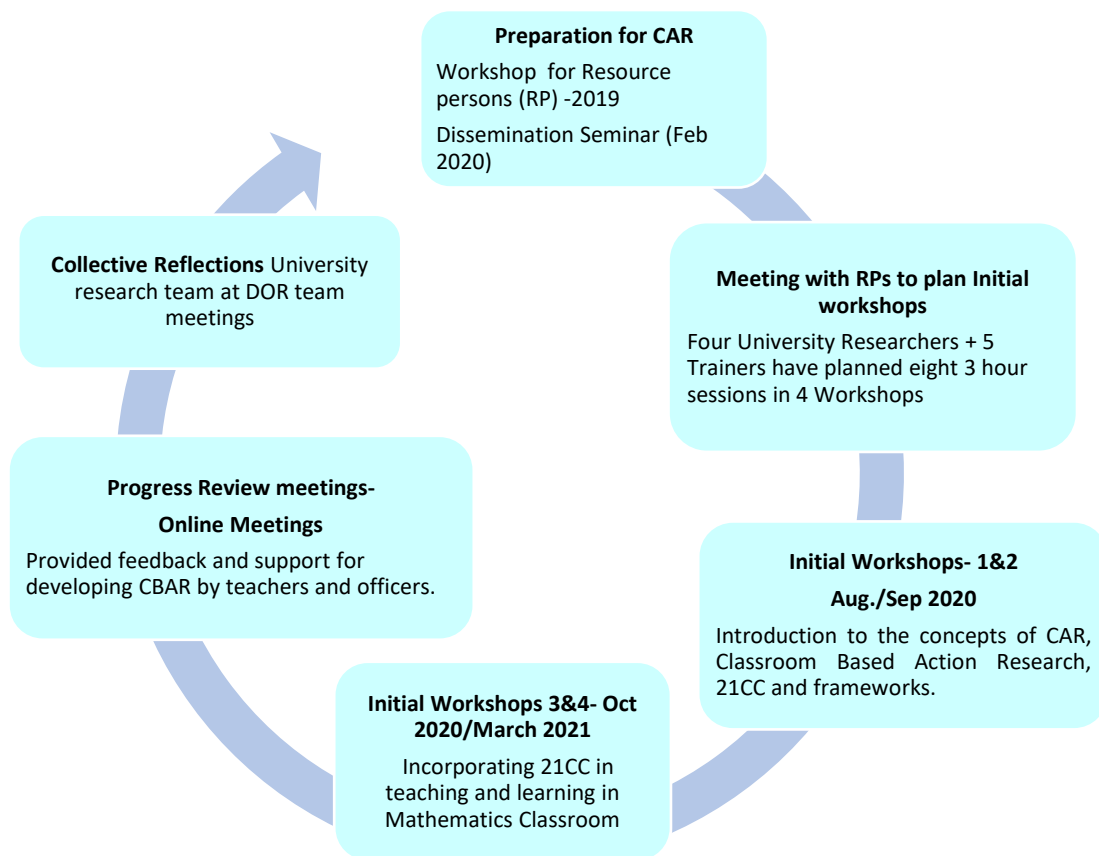 Preparation for CAR
Workshop for Resource
persons (RP) -2019
Dissemination Seminar (Feb
2020)
Meeting with RPs to plan Initial
workshops
Four University Researchers + 5
Trainers have planned eight 3 hour
sessions in 4 Workshops
Initial Workshops- 1&2
Aug./Sep 2020
Introduction to the concepts of CAR,
Classroom Based Action Research,
21CC and frameworks.
Initial Workshops 3&4- Oct
2020/March 2021
Incorporating 21CC in
teaching and learning in
Mathematics Classroom
Progress Review meetings-
Online Meetings
Provided feedback and support for
developing CBAR by teachers and officers.
Collective Reflections University
research team at DOR team
meetings